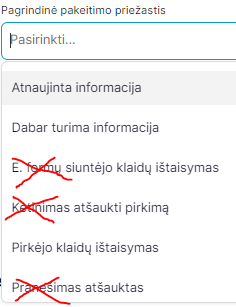 Pagrindinė pakeitimo priežastis
Pasirinkti...
Atnaujinta informacija
Dabar turima informacija
E. formų siuntėjo klaidų ištaisymas
Ketinimas atšaukti pirkimą
Pirkėjo klaidų ištaisymas
Pranešimas atšauktas